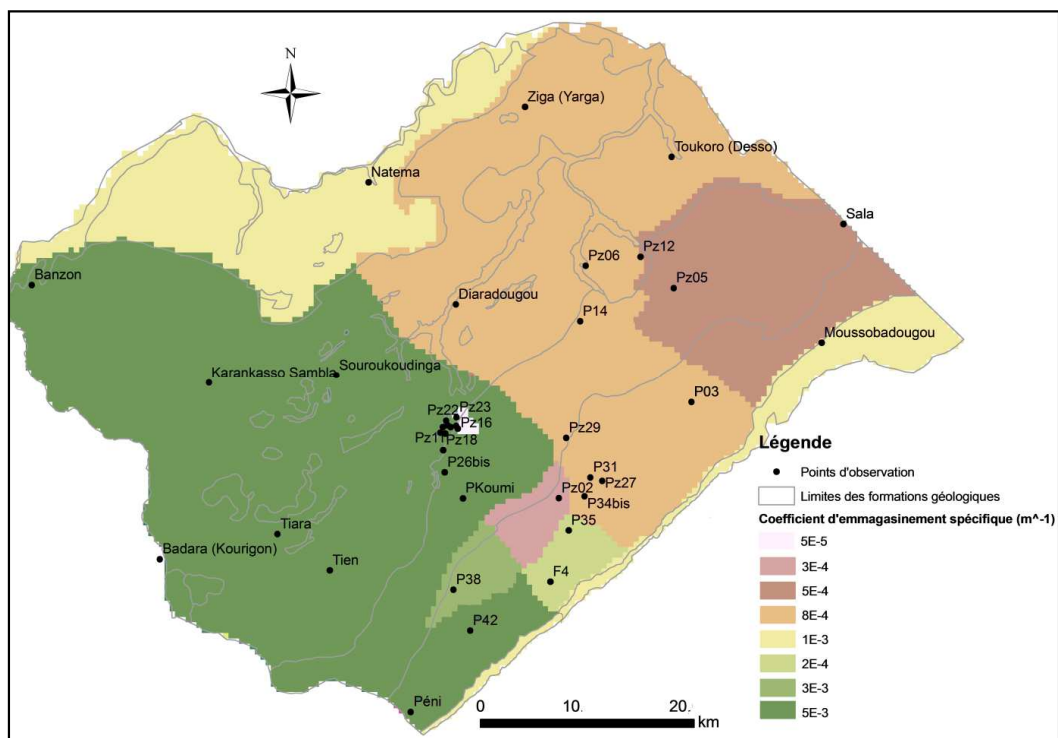 N
Ziga (Yarga)
Toukoro (Desso)
Natema
Sala
Pz12
Pz06
Banzon
Pz05
Diaradougou
P14
Moussobadougou
Souroukoudinga
Karankasso Sambla
P03
Pz23
Pz22
Pz16
Pz11
Pz18
Pz29
Légende
P26bis
P31
Pz27
Points d'observation
PKoumi
Pz02
P34bis
Limites des formations géologiques
Coefficient d'emmagasinement spécifique (m^-1)
P35
Tiara
5E-5
Badara (Kourigon)
Tien
3E-4
F4
P38
5E-4
8E-4
P42
1E-3
2E-4
3E-3
Péni
5E-3
0 10. 20.
km